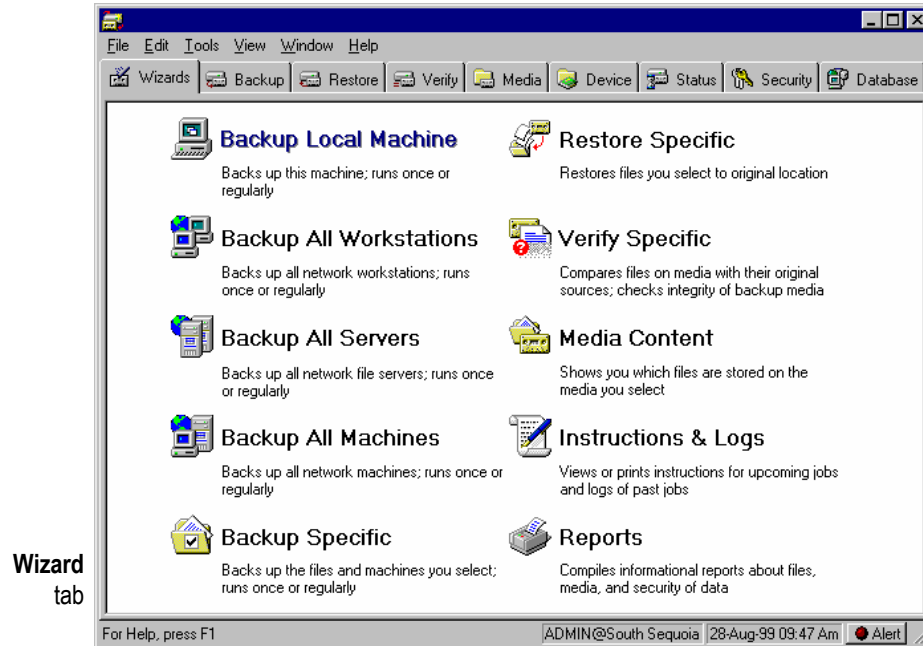 File Edit Tools View Window Help
Wizards Backup Restore Verify Media Device Status Security Database
Backup Local Machine
Backs up this machine; runs once or
regularly
Backup All Workstations
Backs up all network workstations; runs
once or regularly
Backup All Servers
Backs up all network file servers; runs once
or regularly
Backup All Machines
Backs up all network machines; runs once or
regularly
Backup Specific
Backs up the files and machines you select;
runs once or regularly
Restore Specific
Restores files you select to original location
Verify Specific
Compares files on media with their original
sources; checks integrity of backup media
Media Content
Shows you which files are stored on the
media you select
Instructions & Logs
Views or prints instructions for upcoming jobs
and logs of past jobs
Reports
Compiles informational reports about files,
media, and security of data
Wizard
tab
For Help, press F1 ADMIN@South Sequoia 28-Aug-99 09:47 Am Alert